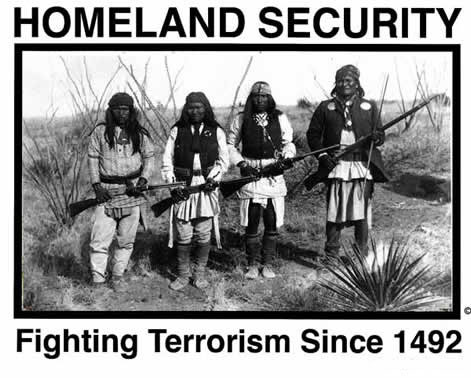 HOMELAND SECURITY
©
Fighting Terrorism Since 1492